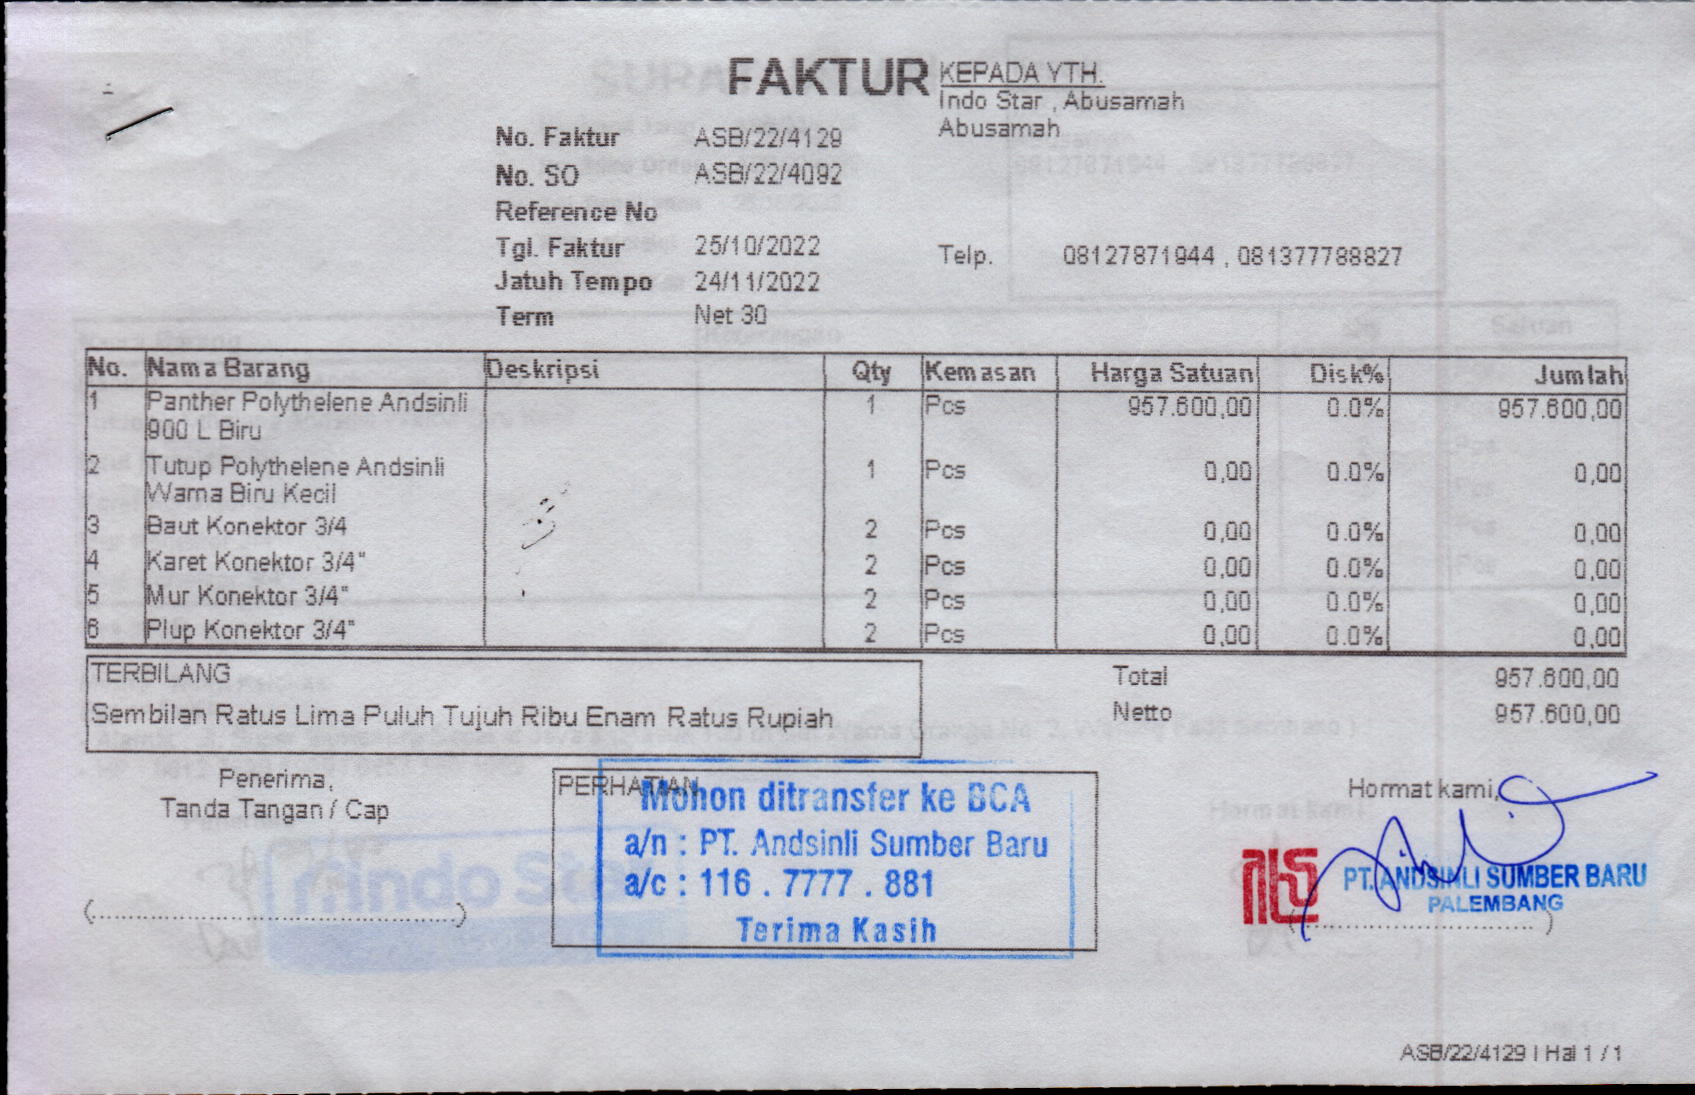 FAKTUR
KEPADA YTH.
Indo Star , Abusamah
Abusamah
No. Faktur ASB/22/4129
No. SO ASB/22/4092
Reference No
Tgl. Faktur 25/10/2022
Telp. 08127871944 , 081377788827
Jatuh Tempo 24/11/2022
Term Net 30
No. Nama Barang Deskripsi Qty Kemasan Harga Satuan Disk% Jumlah
1 Panther Polythelene Andsinli 1 Pcs 957.600,00 0.0% 957.600,00
900 L Biru
2 Tutup Polythelene Andsinli 1 Pcs 0,00 0.0% 0,00
Warna Biru Kecil
3 Baut Konektor 3/4 2 Pcs 0,00 0.0% 0,00
4 Karet Konektor 3/4" 2 Pcs 0,00 0.0% 0,00
5 Mur Konektor 3/4" 2 Pcs 0,00 0.0% 0,00
6 Plup Konektor 3/4" 2 Pcs 0,00 0.0% 0,00
TERBILANG
Sembilan Ratus Lima Puluh Tujuh Ribu Enam Ratus Rupiah
Total 957.600,00
Netto 957.600,00
Penerima,
Tanda Tangan / Cap
(..........................................................)
PERHATIAN
Mohon ditransfer ke BCA
a/n : PT. Andsinli Sumber Baru
a/c : 116 . 7777 . 881
Terima Kasih
Hormat kami,
PT. ANDSINLI SUMBER BARU
PALEMBANG
(........................................)
indo Sta
ASB/22/4129 | Hal 1 / 1